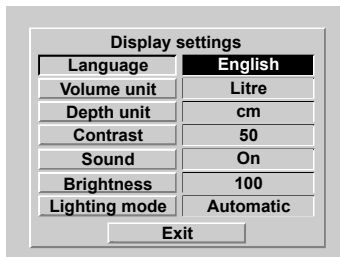 Display settings
Language English
Volume unit Litre
Depth unit cm
Contrast 50
Sound On
Brightness 100
Lighting mode Automatic
Exit